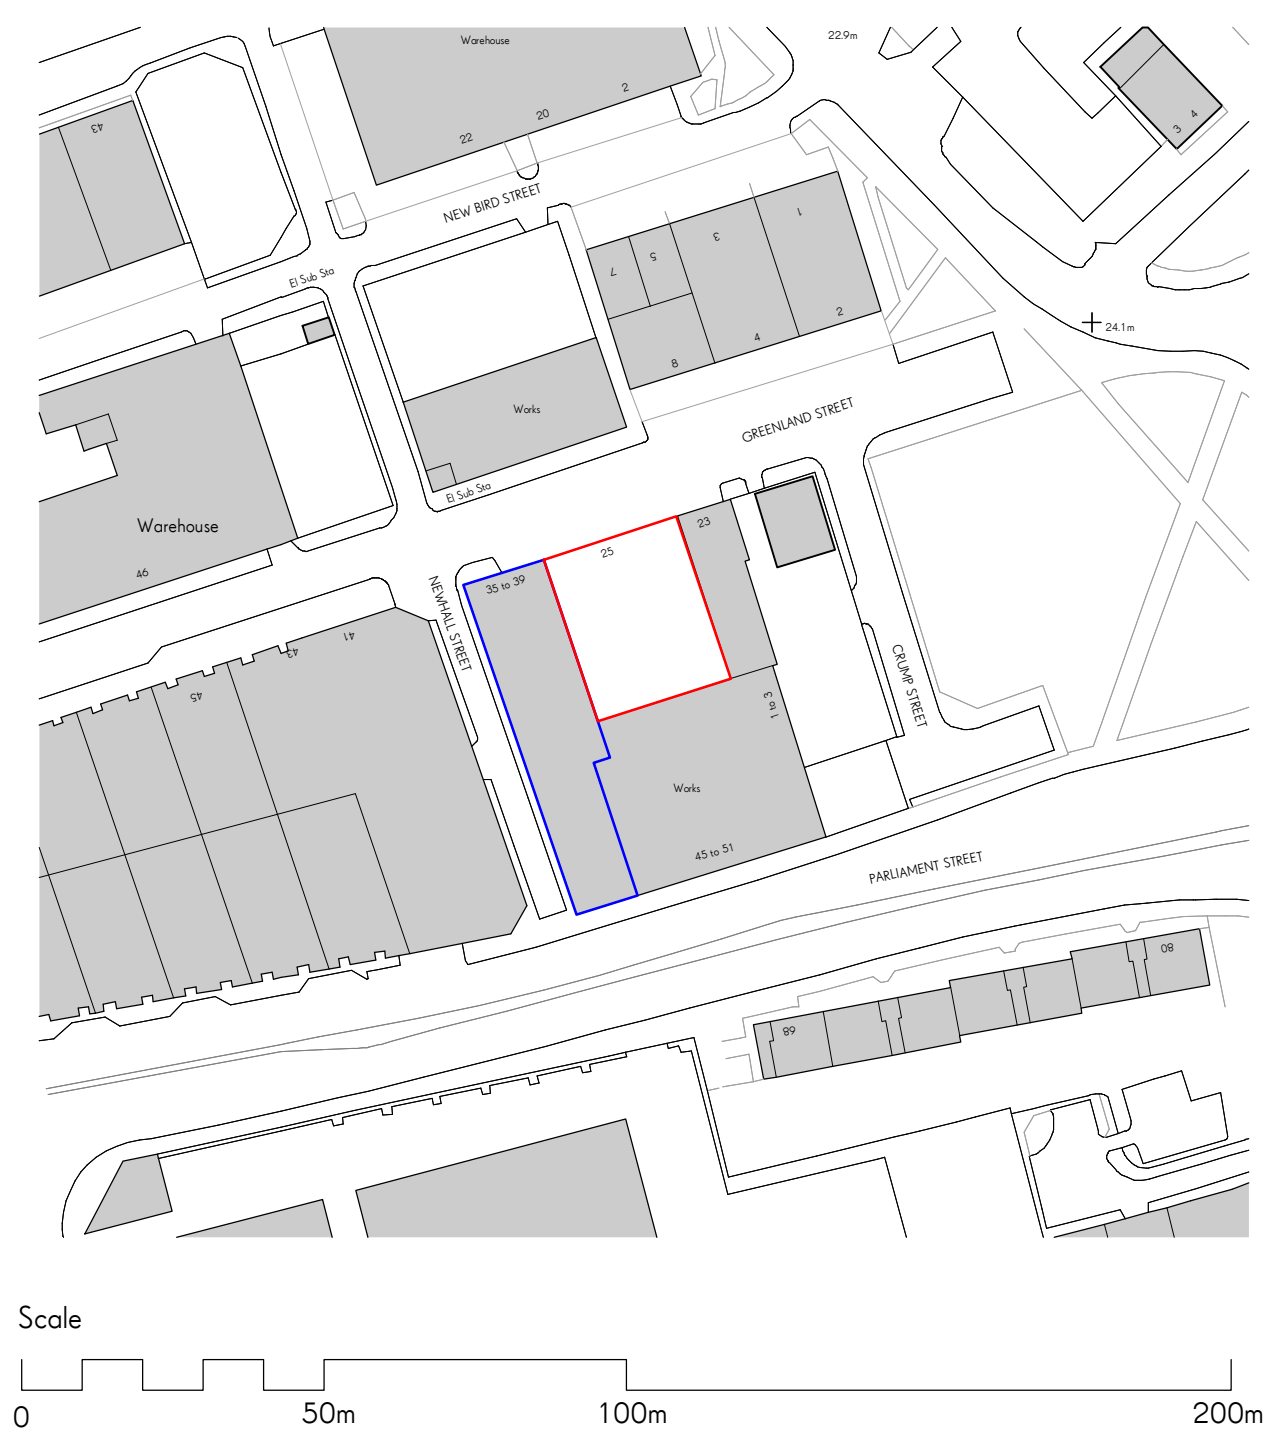 Warehouse
22.9m
2
20
22
43
3
4
NEW BIRD STREET
1
3
5
7
El Sub Sta
2
4
8
24.1m
Works
GREENLAND STREET
El Sub Sta
Warehouse
46
23
25
35 to 39
NEWHALL STREET
41
43
45
CRUMP STREET
1 to 3
Works
45 to 51
PARLIAMENT STREET
80
68
Scale
0
50m
100m
200m